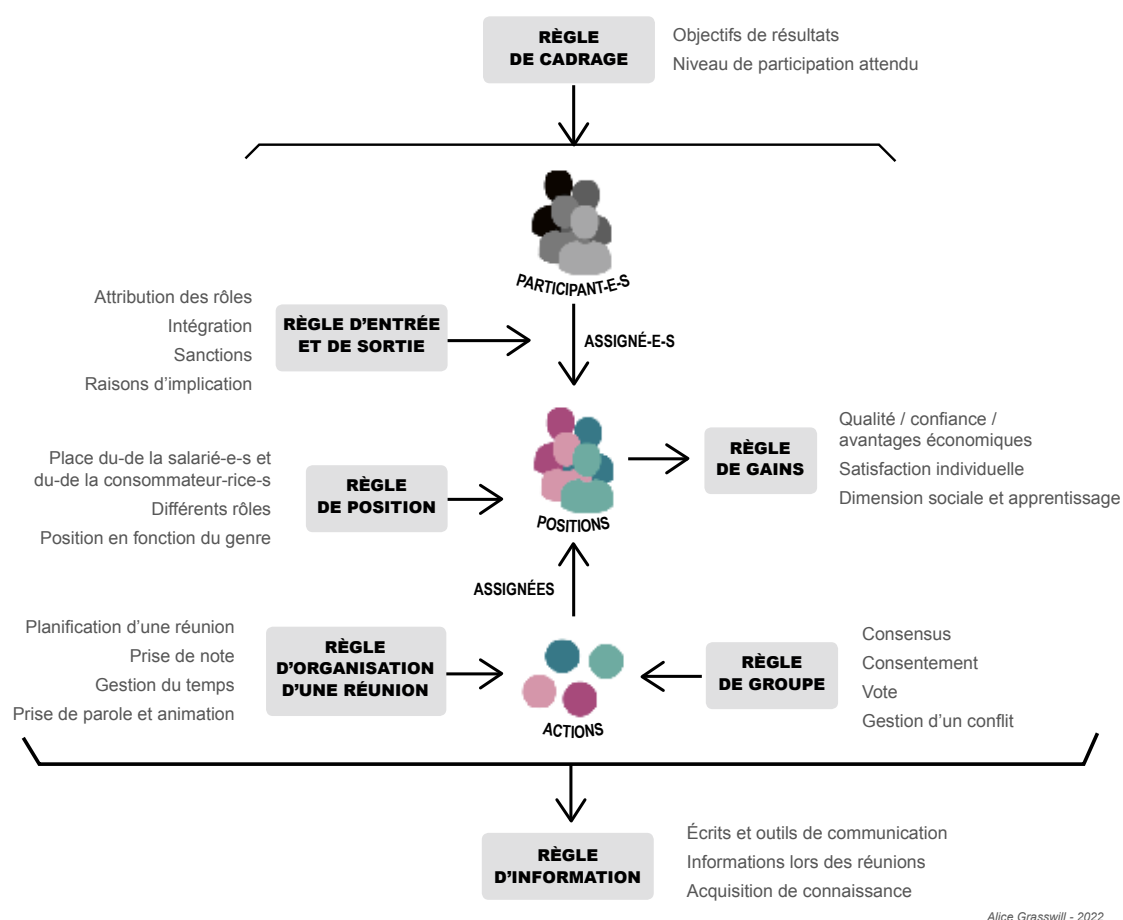 RÈGLE
DE CADRAGE
Objectifs de résultats
Niveau de participation attendu
PARTICIPANT-E-S
Attribution des rôles
Intégration
Sanctions
Raisons d'implication
RÈGLE D'ENTRÉE
ET DE SORTIE
ASSIGNÉ-E-S
Place du-de la salarié-e-s et
du-de la consommateur-rice-s
Différents rôles
Position en fonction du genre
RÈGLE
DE POSITION
POSITIONS
RÈGLE
DE GAINS
Qualité / confiance /
avantages économiques
Satisfaction individuelle
Dimension sociale et apprentissage
ASSIGNÉES
Planification d'une réunion
Prise de note
Gestion du temps
Prise de parole et animation
RÈGLE
D'ORGANISATION
D'UNE RÉUNION
ACTIONS
RÈGLE
DE GROUPE
Consensus
Consentement
Vote
Gestion d'un conflit
RÈGLE
D'INFORMATION
Écrits et outils de communication
Informations lors des réunions
Acquisition de connaissance
Alice Grasswill - 2022